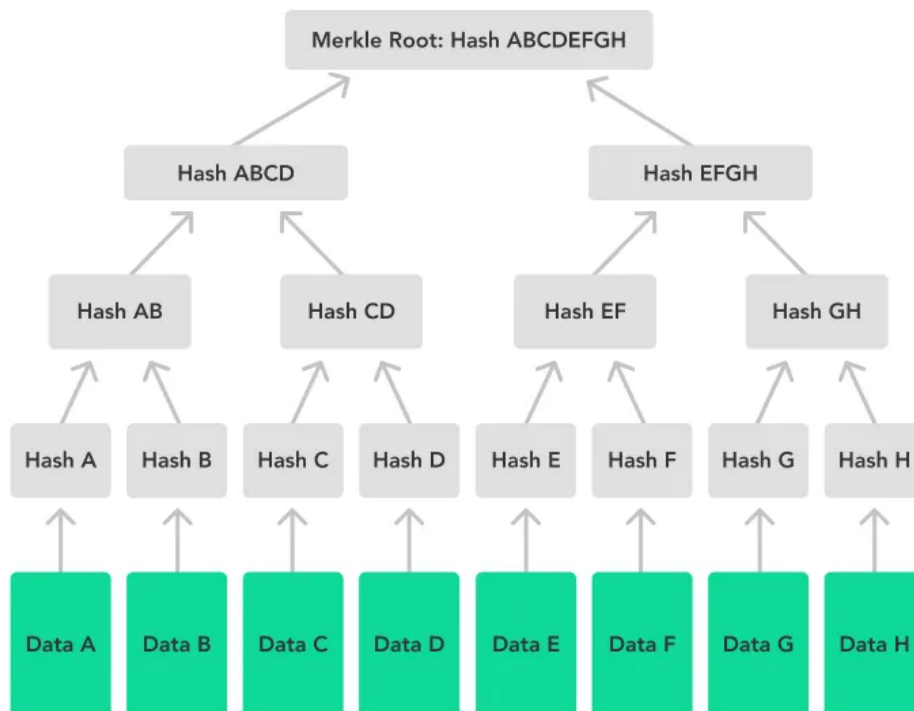 Merkle Root: Hash ABCDEFGH
Hash ABCD
Hash EFGH
Hash AB
Hash CD
Hash EF
Hash GH
Hash A
Hash B
Hash C
Hash D
Hash E
Hash F
Hash G
Hash H
Data A
Data B
Data C
Data D
Data E
Data F
Data G
Data H